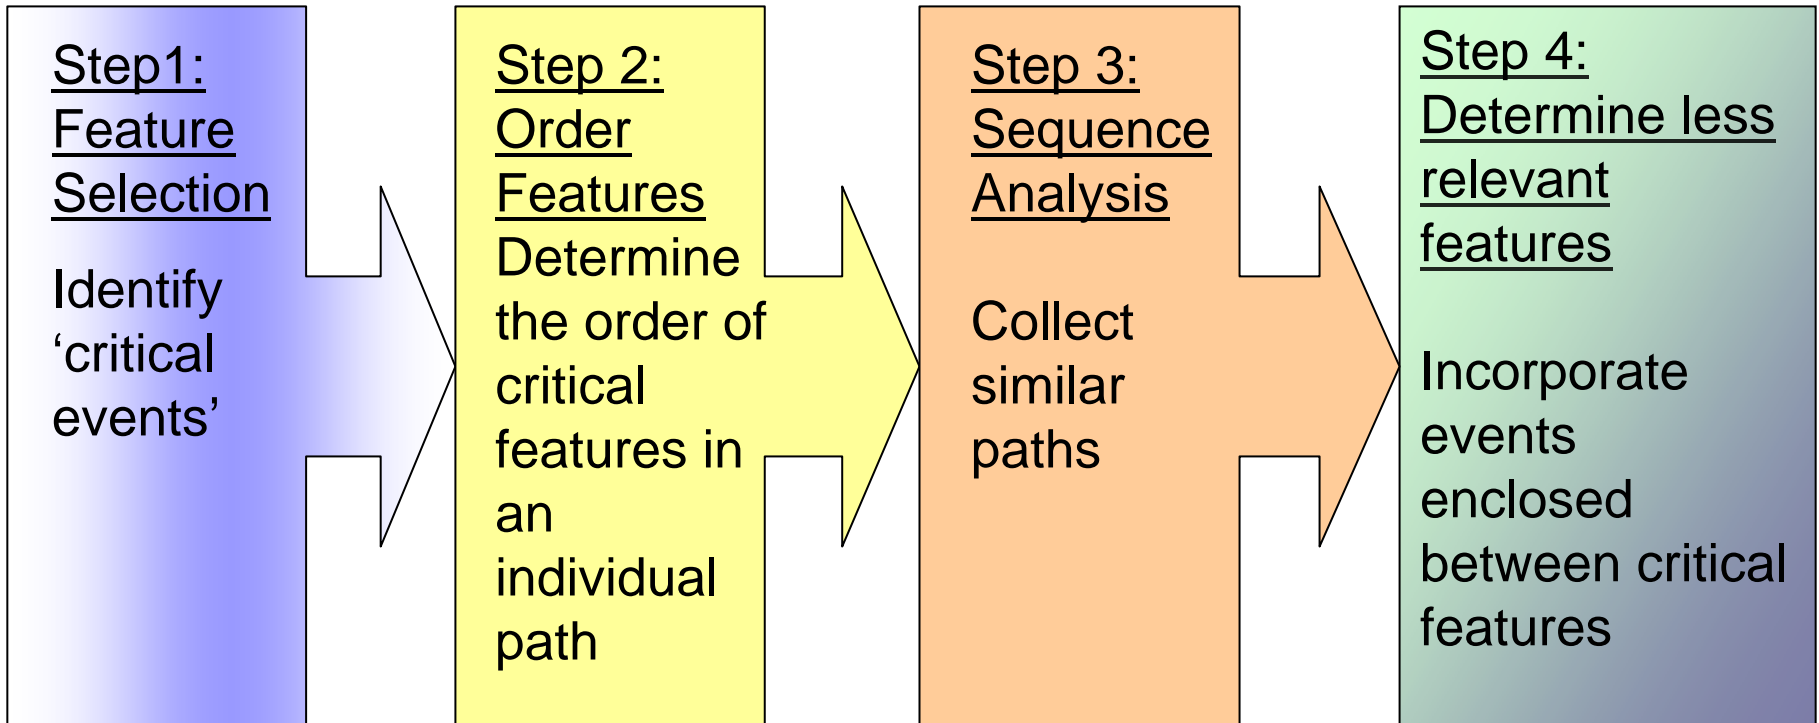 Step1:
Feature
Selection
Identify
‘critical
events’
Step 2:
Order
Features
Determine
the order of
critical
features in
an
individual
path
Step 3:
Sequence
Analysis
Collect
similar
paths
Step 4:
Determine less
relevant
features
Incorporate
events
enclosed
between critical
features